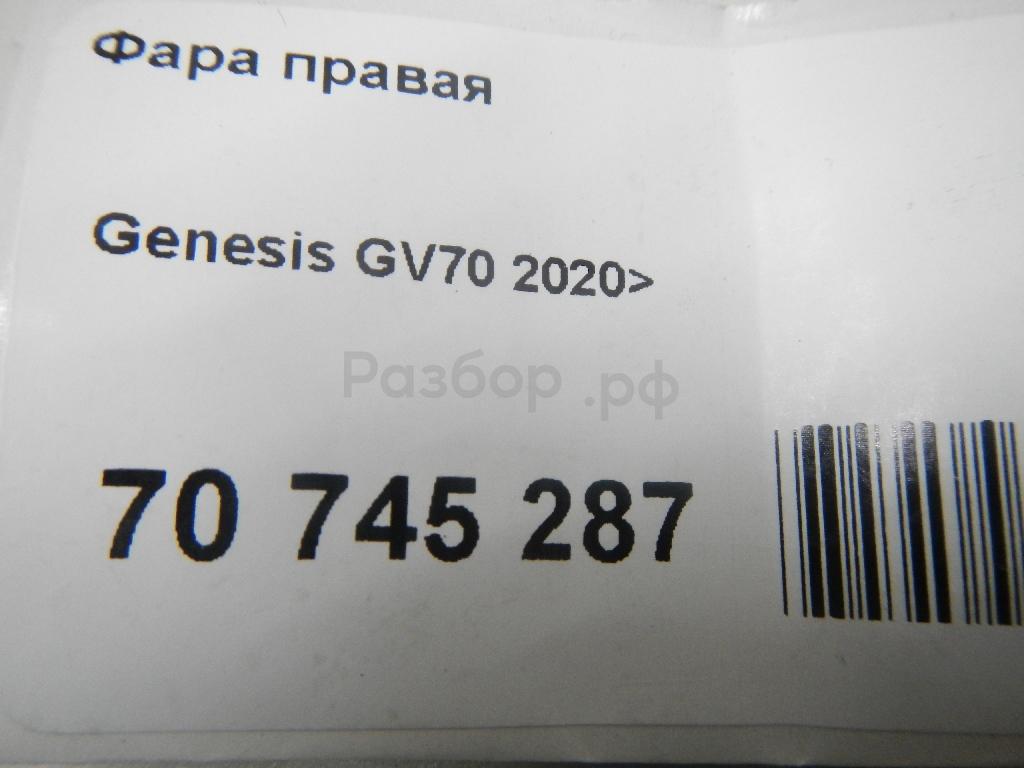 Фара правая
Genesis GV70 2020>
Разбор .рф
70 745 287